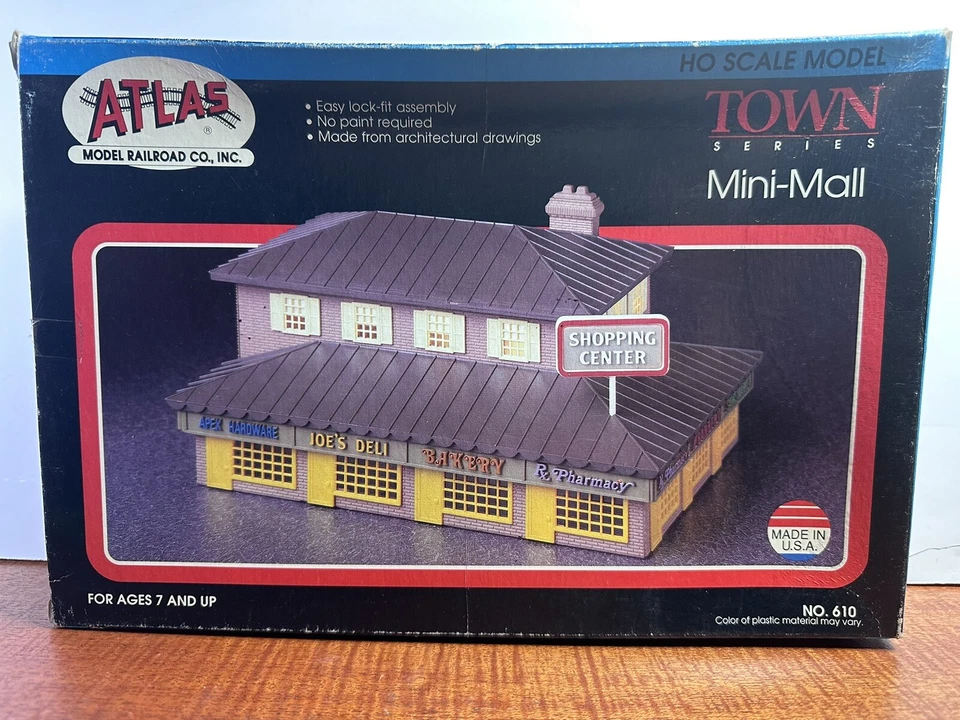 ATLAS®
MODEL RAILROAD CO., INC.
• Easy lock-fit assembly
• No paint required
• Made from architectural drawings
HO SCALE MODEL
TOWN
SERIES
Mini-Mall
SHOPPING
CENTER
APEX HARDWARE
JOE'S DELI
BAKERY
Rx Pharmacy
MADE IN
U.S.A.
FOR AGES 7 AND UP
NO. 610
Color of plastic material may vary.